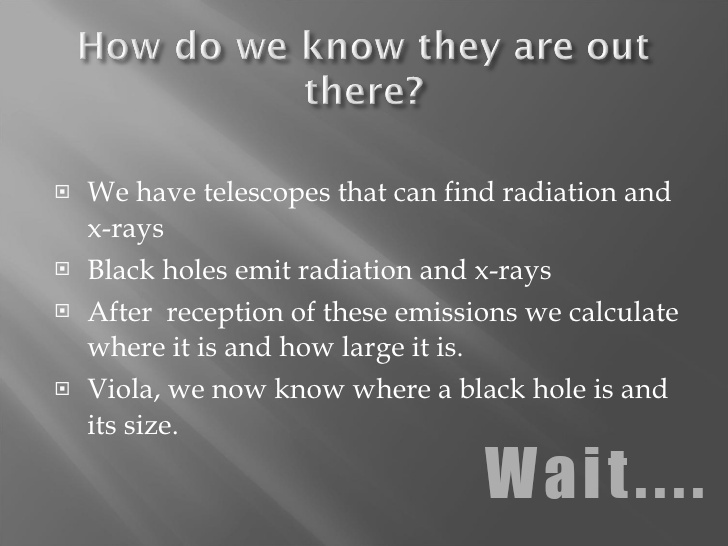 How do we know they are out
there?
We have telescopes that can find radiation and
x-rays
Black holes emit radiation and x-rays
After  reception of these emissions we calculate
where it is and how large it is.
Viola, we now know where a black hole is and
its size.
Wait....